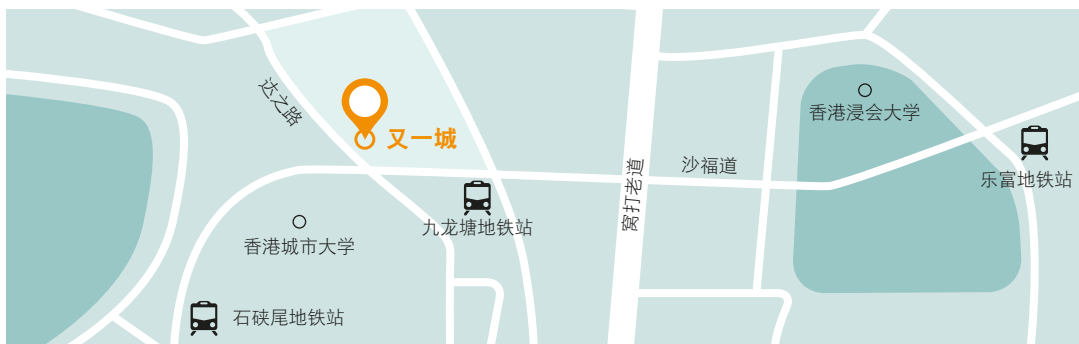 达之路
又一城
香港城市大学
石硖尾地铁站
九龙塘地铁站
窝打老道
沙福道
香港浸会大学
乐富地铁站